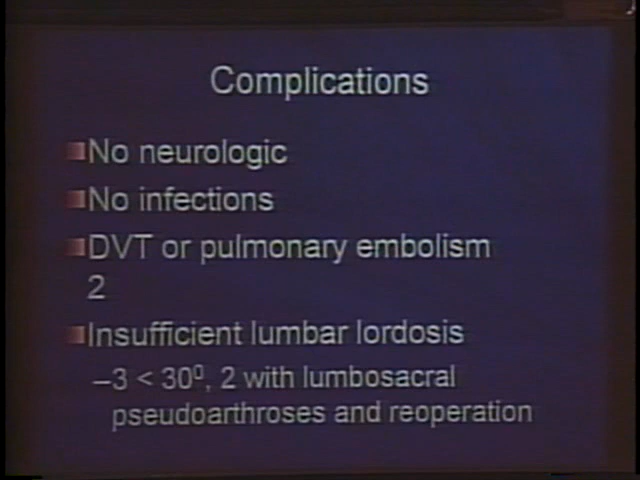 Complications
No neurologic
No infections
DVT or pulmonary embolism
2
Insufficient lumbar lordosis
–3 < 30⁰, 2 with lumbosacral
pseudoarthroses and reoperation